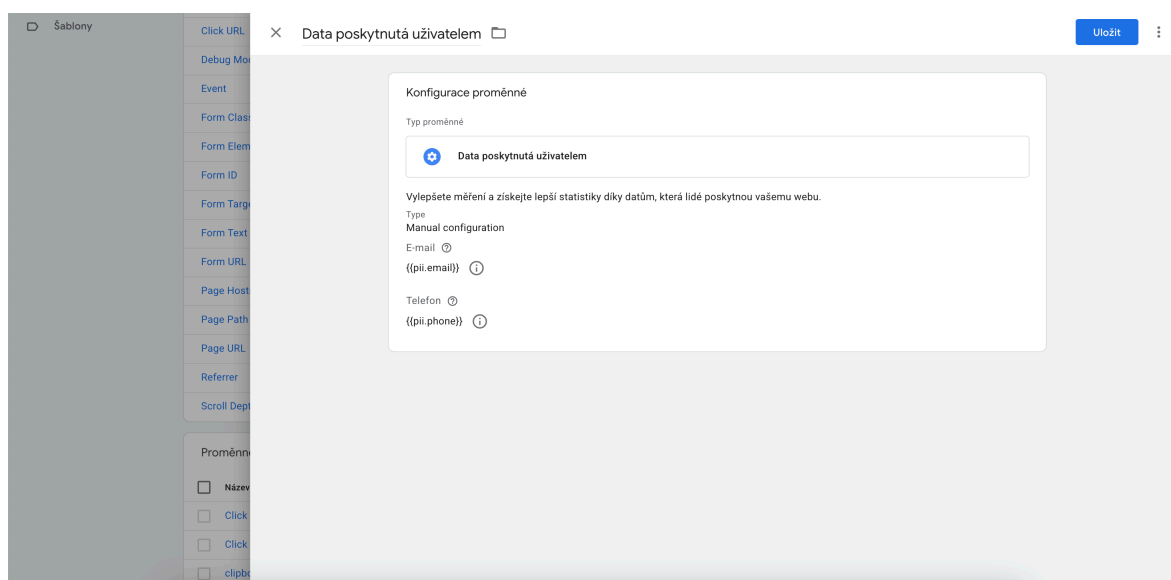 Šablony
Click URL
Debug Mo
Event
Form Clas
Form Elem
Form ID
Form Targ
Form Text
Form URL
Page Host
Page Path
Page URL
Referrer
Scroll Dept
Proměnn
Název
Click
Click
clipb
Data poskytnutá uživatelem
Uložit
Konfigurace proměnné
Typ proměnné
Data poskytnutá uživatelem
Vylepšete měření a získejte lepší statistiky díky datům, která lidé poskytnou vašemu webu.
Type
Manual configuration
E-mail
{{pii.email}}
Telefon
{{pii.phone}}